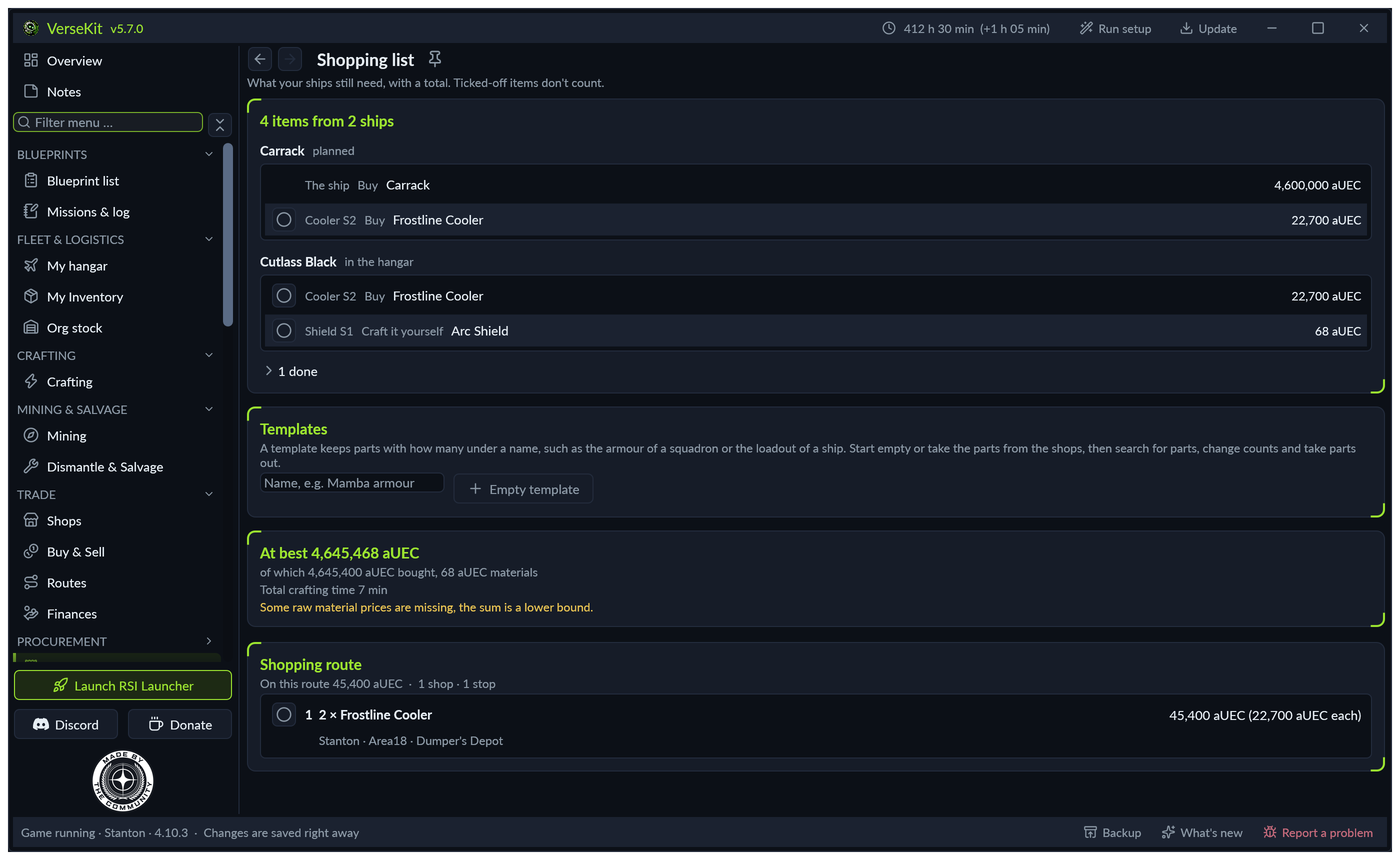 VerseKit v5.7.0
412 h 30 min (+1 h 05 min)
Run setup
Update
Overview
Notes
Filter menu ...
BLUEPRINTS
Blueprint list
Missions & log
FLEET & LOGISTICS
My hangar
My Inventory
Org stock
CRAFTING
Crafting
MINING & SALVAGE
Mining
Dismantle & Salvage
TRADE
Shops
Buy & Sell
Routes
Finances
PROCUREMENT
Launch RSI Launcher
Discord
Donate
MADE BY
THE COMMUNITY
Shopping list
What your ships still need, with a total. Ticked-off items don't count.
4 items from 2 ships
Carrack planned
The ship Buy Carrack 4,600,000 aUEC
Cooler S2 Buy Frostline Cooler 22,700 aUEC
Cutlass Black in the hangar
Cooler S2 Buy Frostline Cooler 22,700 aUEC
Shield S1 Craft it yourself Arc Shield 68 aUEC
1 done
Templates
A template keeps parts with how many under a name, such as the armour of a squadron or the loadout of a ship. Start empty or take the parts from the shops, then search for parts, change counts and take parts
out.
Name, e.g. Mamba armour
Empty template
At best 4,645,468 aUEC
of which 4,645,400 aUEC bought, 68 aUEC materials
Total crafting time 7 min
Some raw material prices are missing, the sum is a lower bound.
Shopping route
On this route 45,400 aUEC · 1 shop · 1 stop
1 2 × Frostline Cooler 45,400 aUEC (22,700 aUEC each)
Stanton · Area18 · Dumper's Depot
Game running · Stanton · 4.10.3 · Changes are saved right away
Backup
What's new
Report a problem